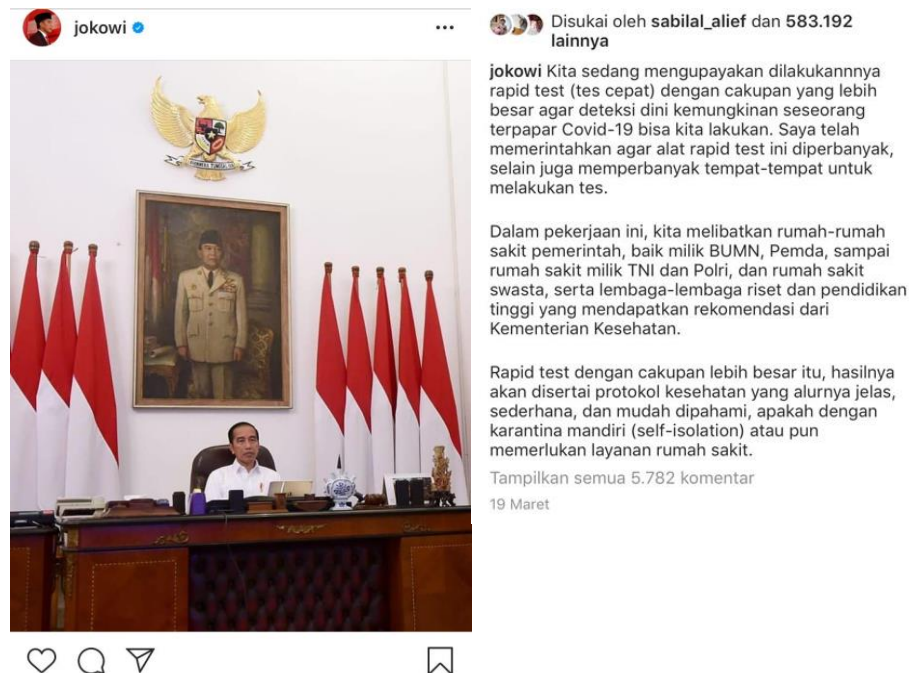 jokowi
Disukai oleh sabilal_alief dan 583.192
lainnya
jokowi Kita sedang mengupayakan dilakukannnya
rapid test (tes cepat) dengan cakupan yang lebih
besar agar deteksi dini kemungkinan seseorang
terpapar Covid-19 bisa kita lakukan. Saya telah
memerintahkan agar alat rapid test ini diperbanyak,
selain juga memperbanyak tempat-tempat untuk
melakukan tes.
Dalam pekerjaan ini, kita melibatkan rumah-rumah
sakit pemerintah, baik milik BUMN, Pemda, sampai
rumah sakit milik TNI dan Polri, dan rumah sakit
swasta, serta lembaga-lembaga riset dan pendidikan
tinggi yang mendapatkan rekomendasi dari
Kementerian Kesehatan.
Rapid test dengan cakupan lebih besar itu, hasilnya
akan disertai protokol kesehatan yang alurnya jelas,
sederhana, dan mudah dipahami, apakah dengan
karantina mandiri (self-isolation) atau pun
memerlukan layanan rumah sakit.
Tampilkan semua 5.782 komentar
19 Maret